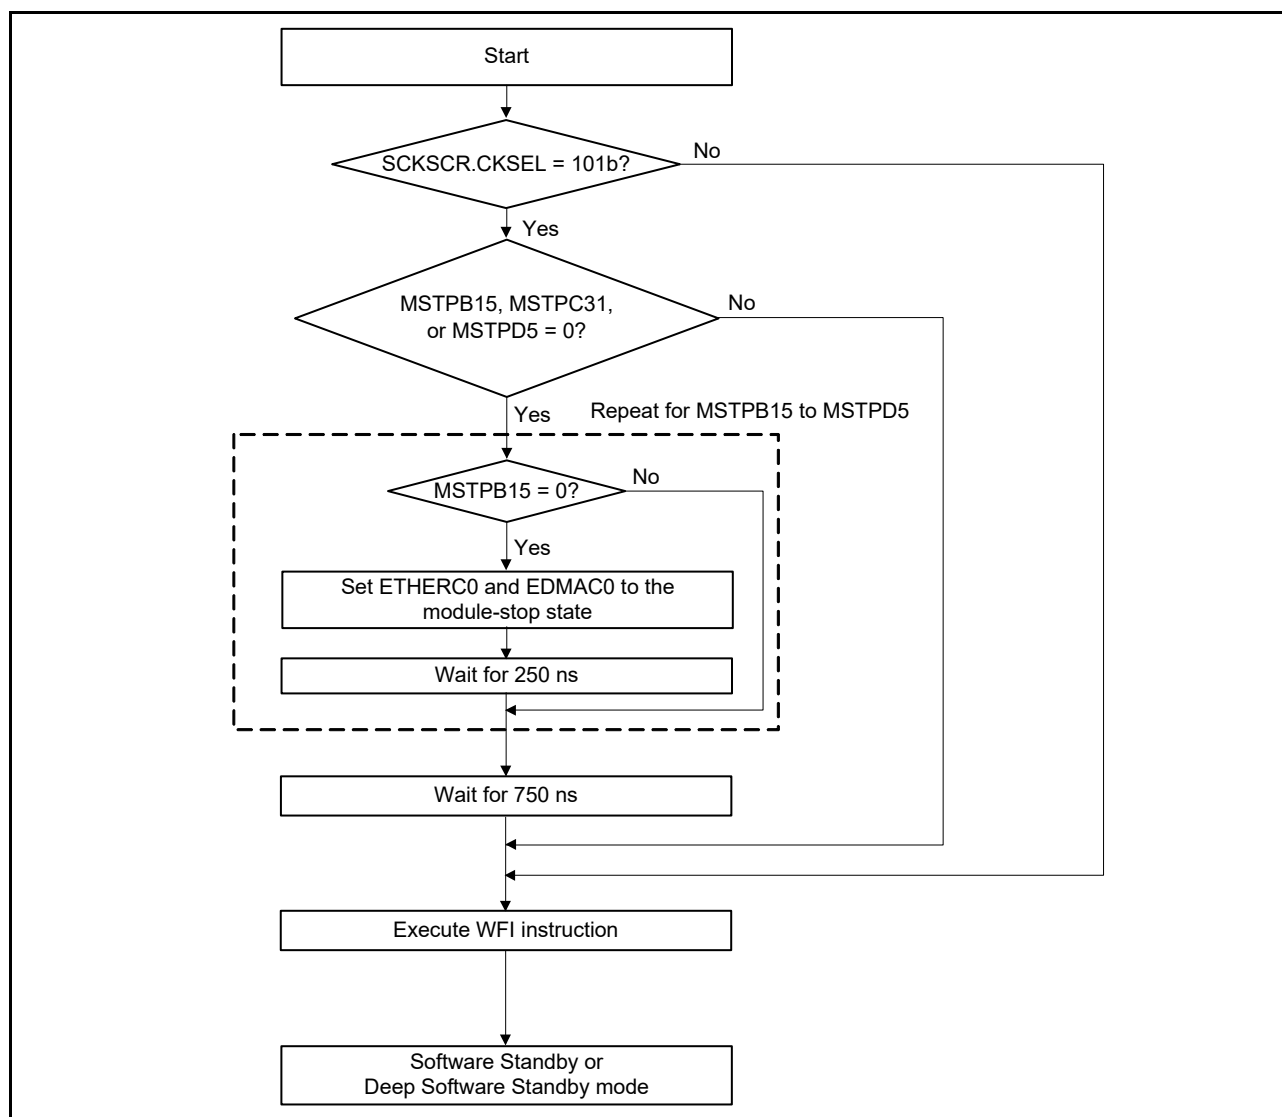 Start
SCKSCR.CKSEL = 101b?
No
Yes
MSTPB15, MSTPC31,
or MSTPD5 = 0?
No
Yes
Repeat for MSTPB15 to MSTPD5
MSTPB15 = 0?
No
Yes
Set ETHERC0 and EDMAC0 to the
module-stop state
Wait for 250 ns
Wait for 750 ns
Execute WFI instruction
Software Standby or
Deep Software Standby mode